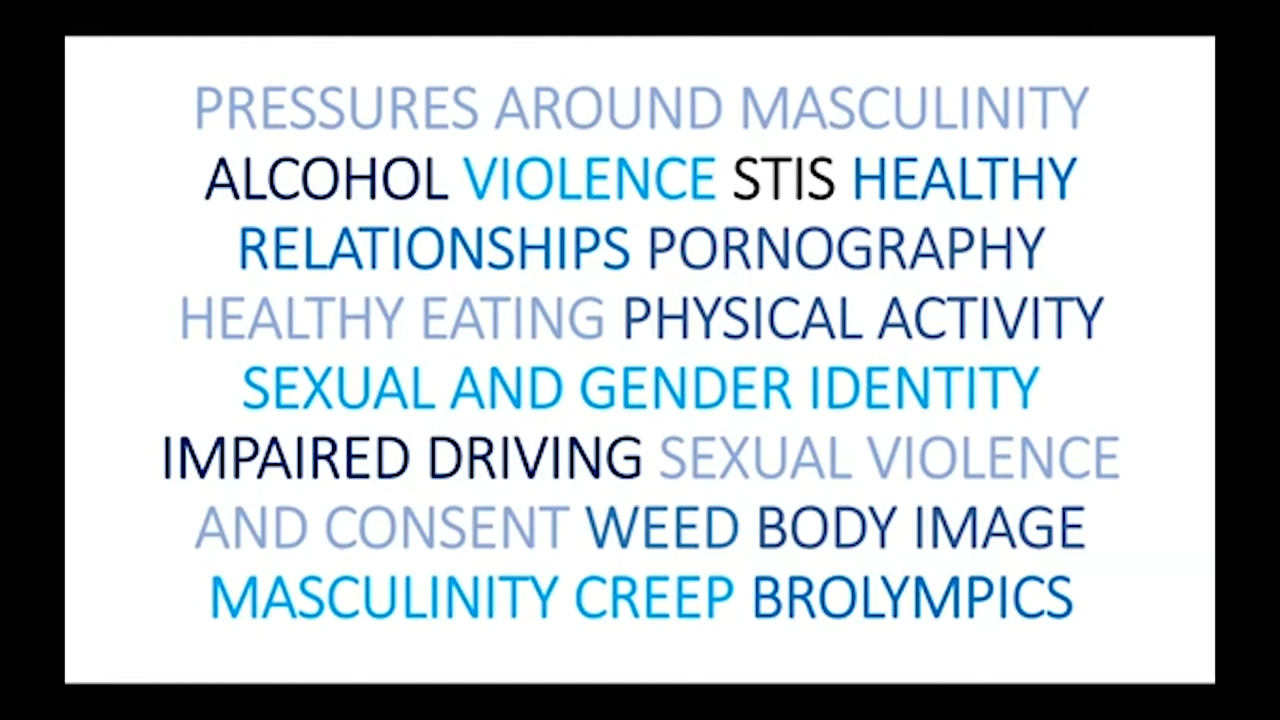 PRESSURES AROUND MASCULINITY
ALCOHOL VIOLENCE STIS HEALTHY
RELATIONSHIPS PORNOGRAPHY
HEALTHY EATING PHYSICAL ACTIVITY
SEXUAL AND GENDER IDENTITY
IMPAIRED DRIVING SEXUAL VIOLENCE
AND CONSENT WEED BODY IMAGE
MASCULINITY CREEP BROLYMPICS